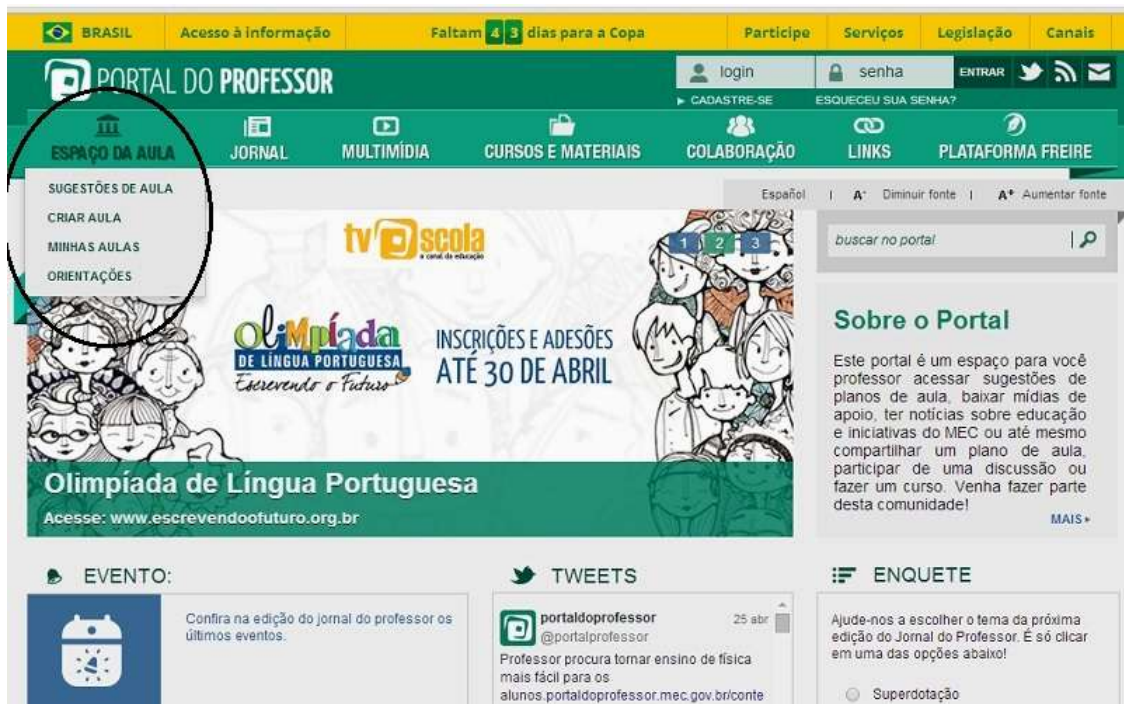 BRASIL Acesso à informação Faltam 4 3 dias para a Copa Participe Serviços Legislação Canais
PORTAL DO PROFESSOR
login senha ENTRAR
CADASTRE-SE ESQUECEU SUA SENHA?
ESPAÇO DA AULA JORNAL MULTIMÍDIA CURSOS E MATERIAIS COLABORAÇÃO LINKS PLATAFORMA FREIRE
SUGESTÕES DE AULA
CRIAR AULA
MINHAS AULAS
ORIENTAÇÕES
Español | A- Diminuir fonte | A+ Aumentar fonte
tv escola
o canal da educação
1 2 3
Olimpíada
DE LÍNGUA PORTUGUESA
Escrevendo o Futuro
INSCRIÇÕES E ADESÕES
ATÉ 30 DE ABRIL
Olimpíada de Língua Portuguesa
Acesse: www.escrevendoofuturo.org.br
buscar no portal
Sobre o Portal
Este portal é um espaço para você
professor acessar sugestões de
planos de aula, baixar mídias de
apoio, ter notícias sobre educação
e iniciativas do MEC ou até mesmo
compartilhar um plano de aula,
participar de uma discussão ou
fazer um curso. Venha fazer parte
desta comunidade!
MAIS
EVENTO:
Confira na edição do jornal do professor os
últimos eventos.
TWEETS
portaldoprofessor 25 abr
@portalprofessor
Professor procura tornar ensino de física
mais fácil para os
alunos.portaldoprofessor.mec.gov.br/conte
ENQUETE
Ajude-nos a escolher o tema da próxima
edição do Jornal do Professor. É só clicar
em uma das opções abaixo!
Superdotação